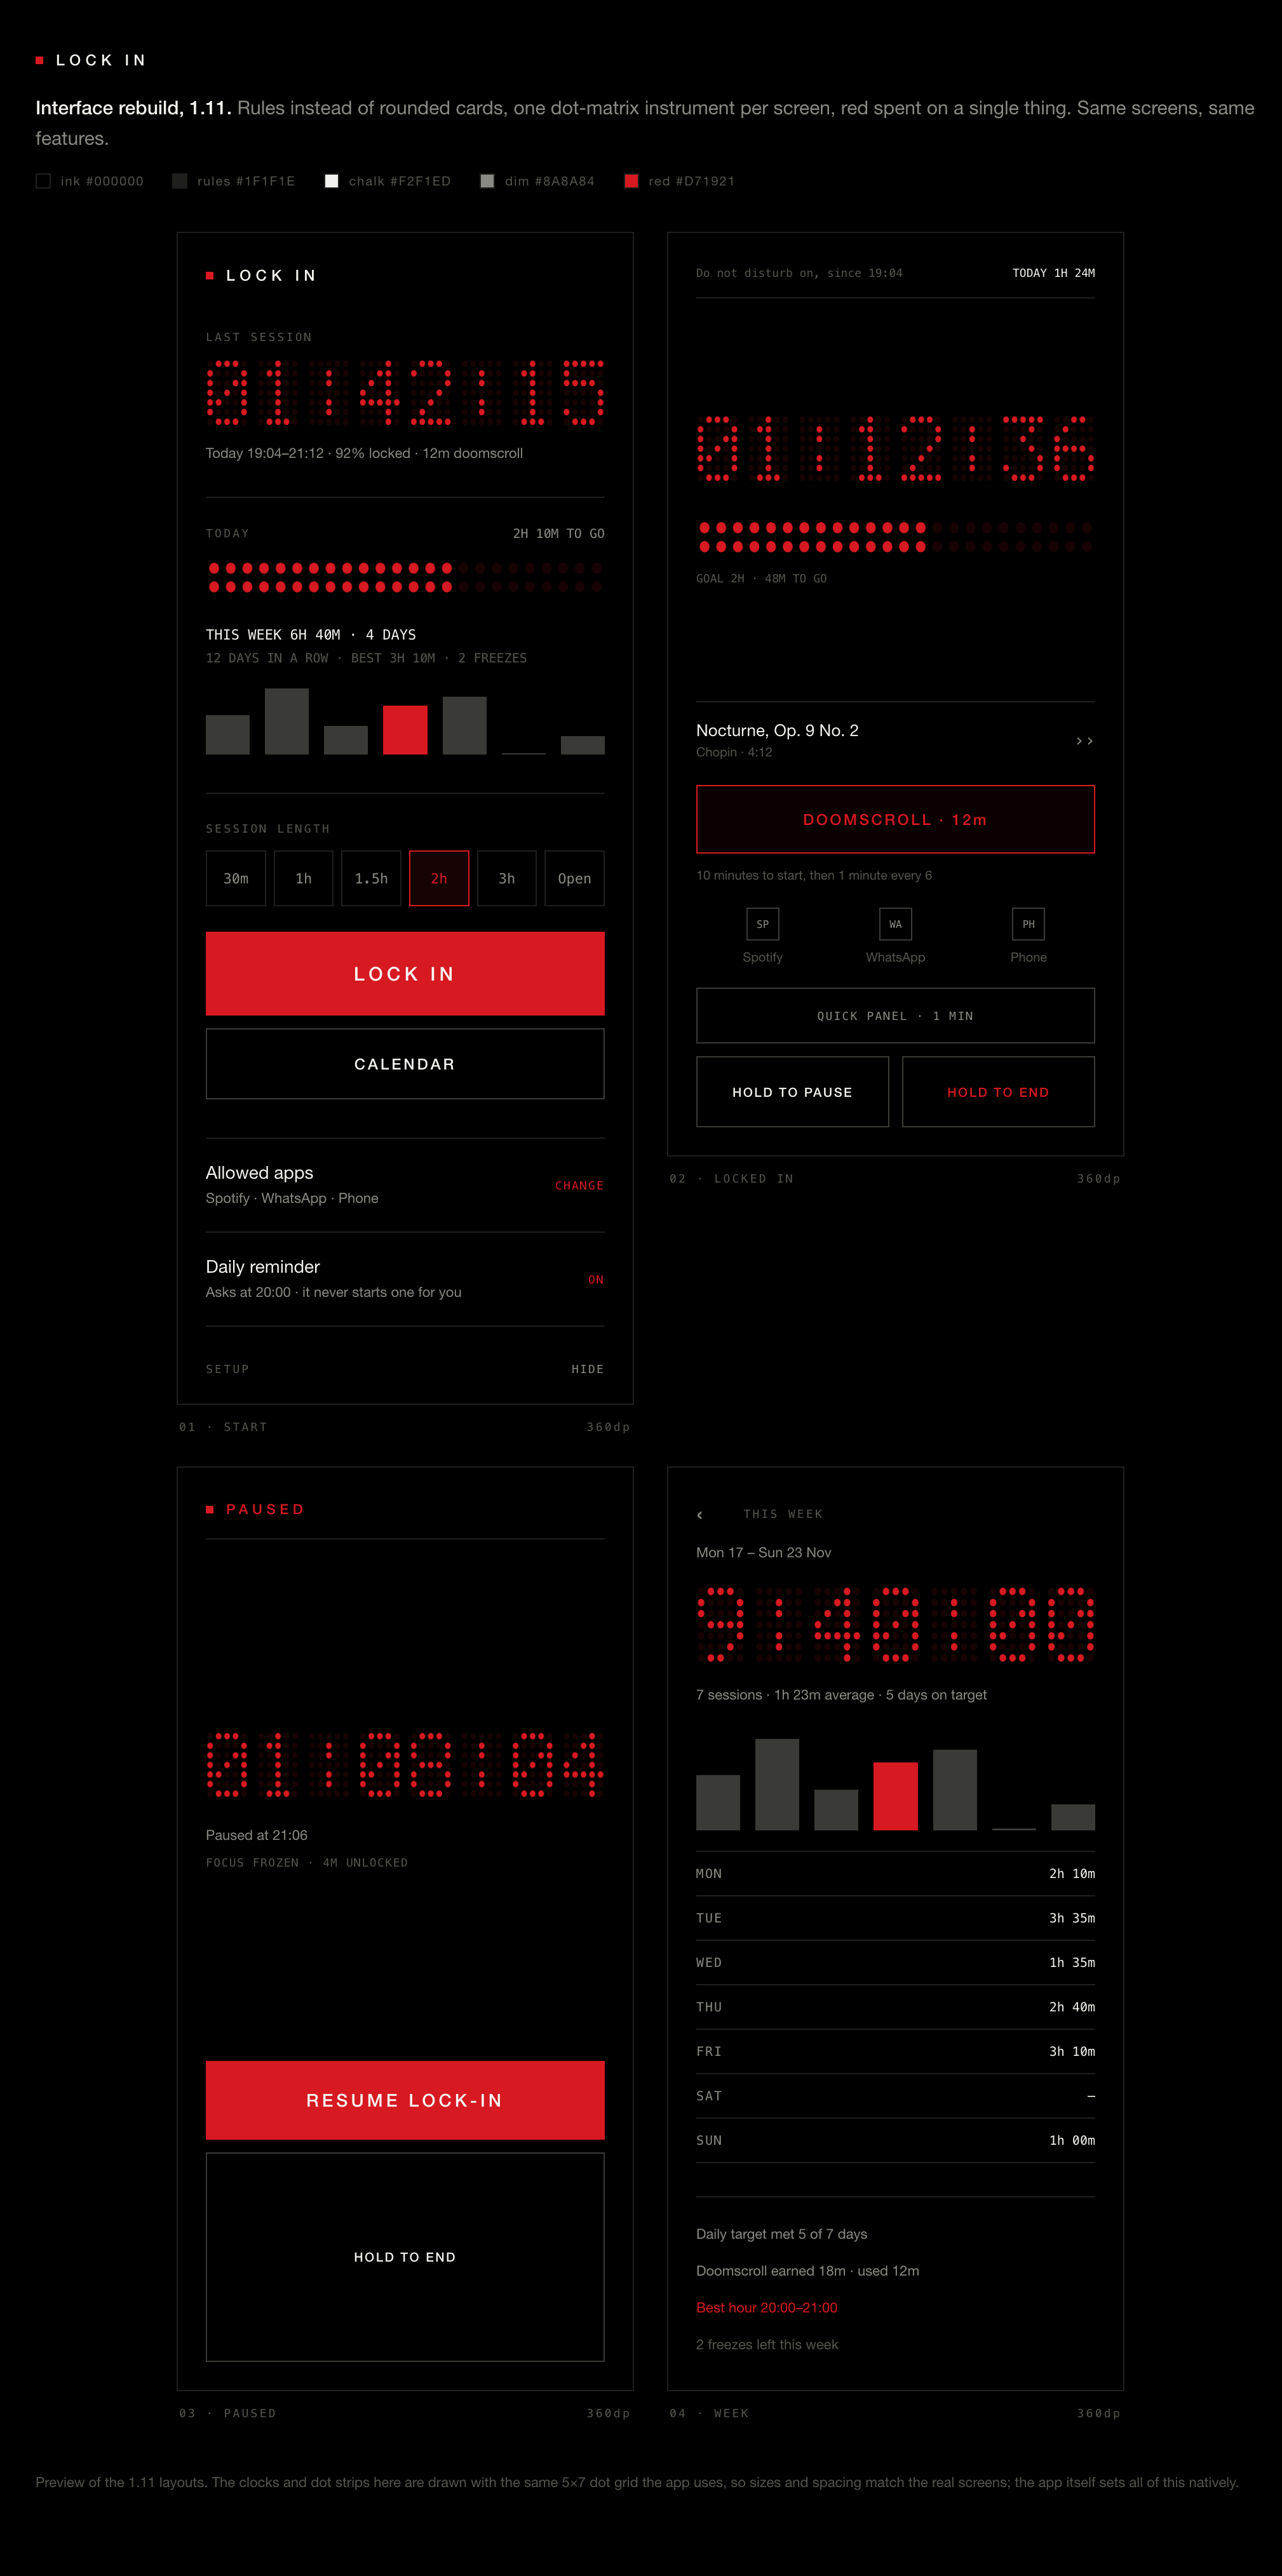 LOCK IN
Interface rebuild, 1.11. Rules instead of rounded cards, one dot-matrix instrument per screen, red spent on a single thing. Same screens, same
features.
ink #000000 rules #1F1F1E chalk #F2F1ED dim #8A8A84 red #D71921
LOCK IN
LAST SESSION
01:42:15
Today 19:04–21:12 · 92% locked · 12m doomscroll
TODAY 2H 10M TO GO
THIS WEEK 6H 40M · 4 DAYS
12 DAYS IN A ROW · BEST 3H 10M · 2 FREEZES
SESSION LENGTH
30m 1h 1.5h 2h 3h Open
LOCK IN
CALENDAR
Allowed apps
Spotify · WhatsApp · Phone
CHANGE
Daily reminder
Asks at 20:00 · it never starts one for you
ON
SETUP HIDE
01 · START 360dp
Do not disturb on, since 19:04 TODAY 1H 24M
01:12:36
GOAL 2H · 48M TO GO
Nocturne, Op. 9 No. 2
Chopin · 4:12
››
DOOMSCROLL · 12m
10 minutes to start, then 1 minute every 6
SP WA PH
Spotify WhatsApp Phone
QUICK PANEL · 1 MIN
HOLD TO PAUSE HOLD TO END
02 · LOCKED IN 360dp
PAUSED
01:08:04
Paused at 21:06
FOCUS FROZEN · 4M UNLOCKED
RESUME LOCK-IN
HOLD TO END
03 · PAUSED 360dp
‹ THIS WEEK
Mon 17 – Sun 23 Nov
9:40:00
7 sessions · 1h 23m average · 5 days on target
MON 2h 10m
TUE 3h 35m
WED 1h 35m
THU 2h 40m
FRI 3h 10m
SAT –
SUN 1h 00m
Daily target met 5 of 7 days
Doomscroll earned 18m · used 12m
Best hour 20:00–21:00
2 freezes left this week
04 · WEEK 360dp
Preview of the 1.11 layouts. The clocks and dot strips here are drawn with the same 5×7 dot grid the app uses, so sizes and spacing match the real screens; the app itself sets all of this natively.